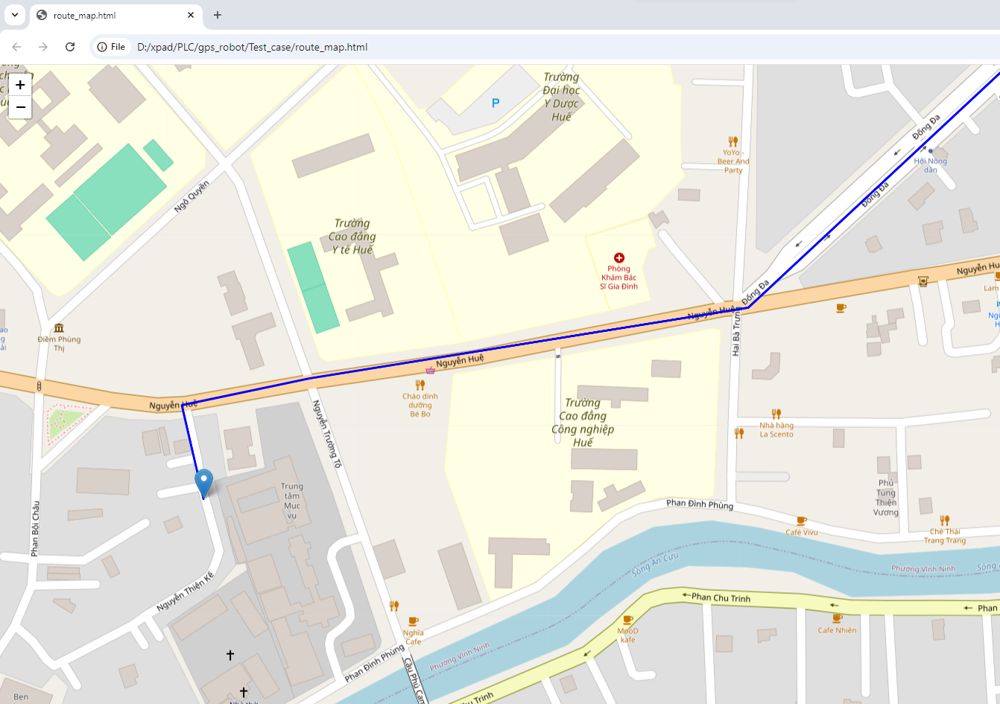 route_map.html
File
D:/xpad/PLC/gps_robot/Test_case/route_map.html
+
−
Trường
Đại học
Y Dược
Huế
P
Đống Đa
YoYo -
Beer And
Party
Hội Nông
dân
Đống Đa
Ngô Quyền
Trường
Cao đẳng
Y tế Huế
Phòng
Khám Bác
Sĩ Gia Đình
Nguyễn Hu
Lam
Đống Đa
Nguyễn Huệ
Hai Bà Trưn
Điềm Phùng
Thị
Nguyễn Huệ
Cháo dinh
dưỡng
Bé Bo
Nguyễn Huệ
Nguyễn Trường Tộ
Trường
Cao đẳng
Công nghiệp
Huế
Nhà hàng
La Scento
Trung
tâm
Mục
vụ
Phụ
Tùng
Thiện
Vương
Phan Đình Phùng
Phan Bội Châu
Café Vivu
Chè Thái
Trang Trang
Sông An Cựu
Phường Vĩnh Ninh
Sông
Nguyễn Thiện Kế
Phan Chu Trinh
Phan
MooD
kafe
Cafe Nhiên
Nghĩa
Cafe
Phan Đình Phùng
Phường Vĩnh Ninh
Cầu Phú Cam
Chu Trinh
Ben